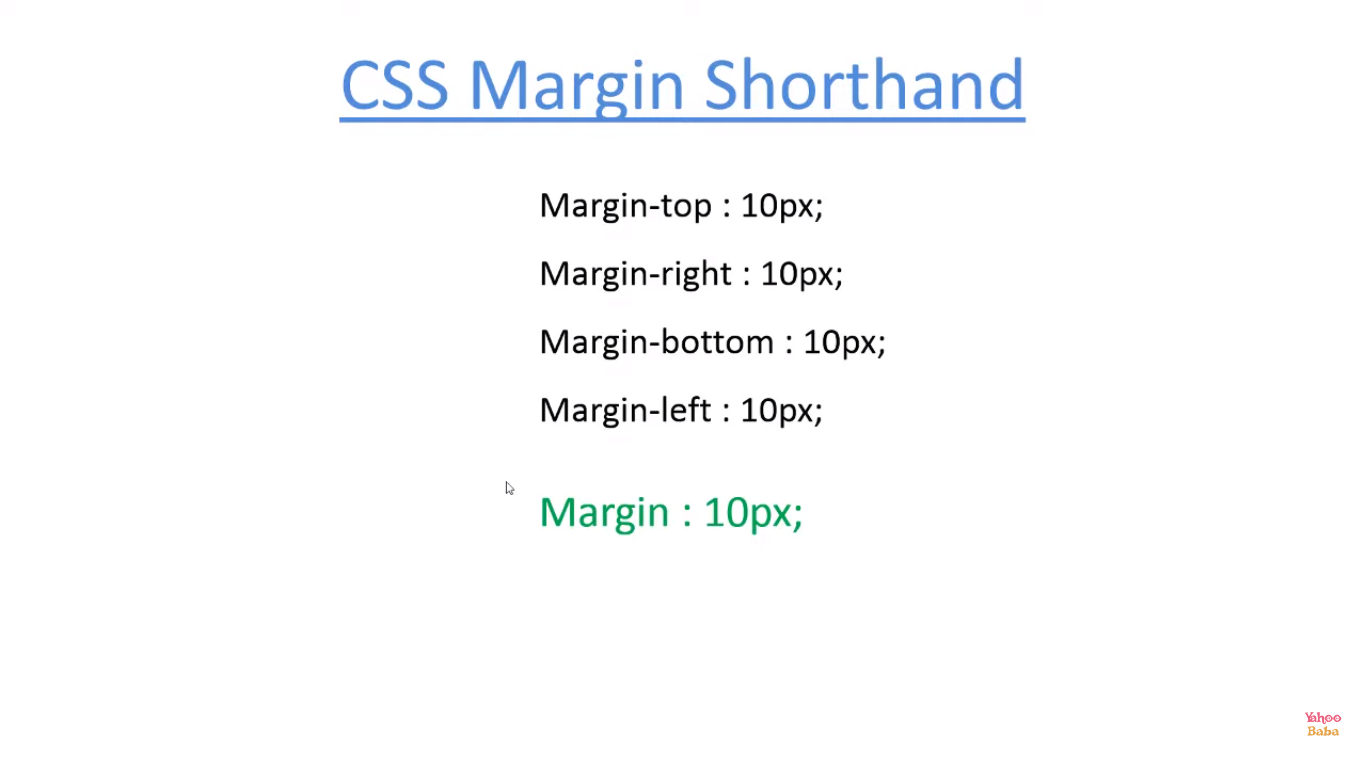 CSS Margin Shorthand
Margin-top : 10px;
Margin-right : 10px;
Margin-bottom : 10px;
Margin-left : 10px;
Margin : 10px;
Yahoo
Baba